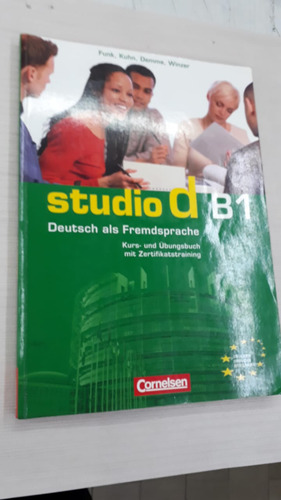 Funk, Kuhn, Demme, Winzer
studio d B1
Deutsch als Fremdsprache
Kurs- und Übungsbuch
mit Zertifikatstraining
Cornelsen